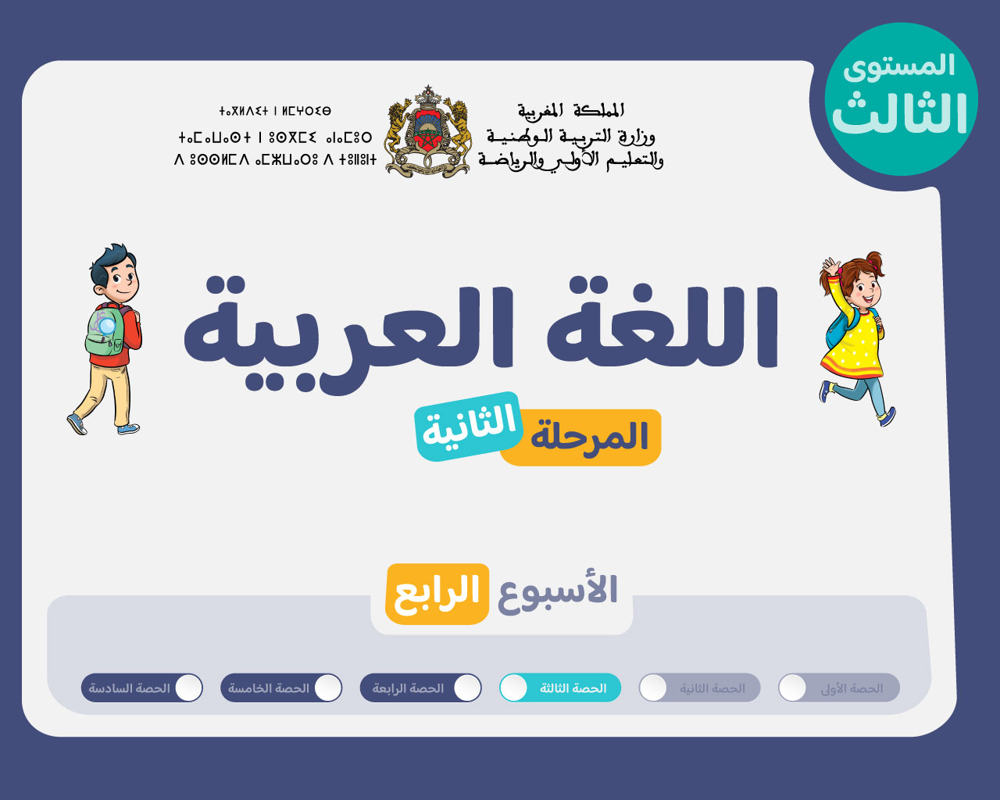 المستوى
الثالث
المملكة المغربية
وزارة التربية الوطنية
والتعليم الأولي والرياضة
ⵜⴰⴳⵍⴷⵉⵜ ⵏ ⵍⵎⵖⵔⵉⴱ
ⵜⴰⵎⴰⵡⴰⵙⵜ ⵏ ⵓⵙⴳⵎⵉ ⴰⵏⴰⵎⵓⵔ
ⴷ ⵓⵙⵙⵍⵎⴷ ⴰⵎⵣⵡⴰⵔⵓ ⴷ ⵜⵓⵏⵏⵓⵏⵜ
اللغة العربية
المرحلة الثانية
الأسبوع الرابع
الحصة الأولى
الحصة الثانية
الحصة الثالثة
الحصة الرابعة
الحصة الخامسة
الحصة السادسة